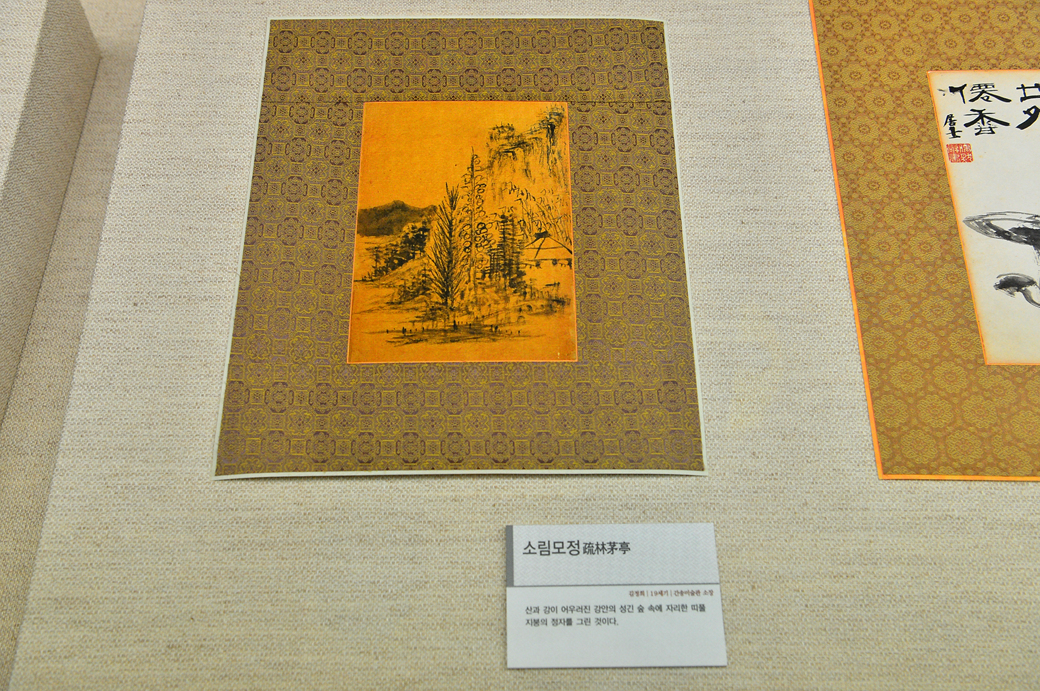 소림모정 疏林茅亭
김정희 | 19세기 | 간송미술관 소장
산과 강이 어우러진 강안의 성긴 숲 속에 자리한 띠풀
지붕의 정자를 그린 것이다.
居士